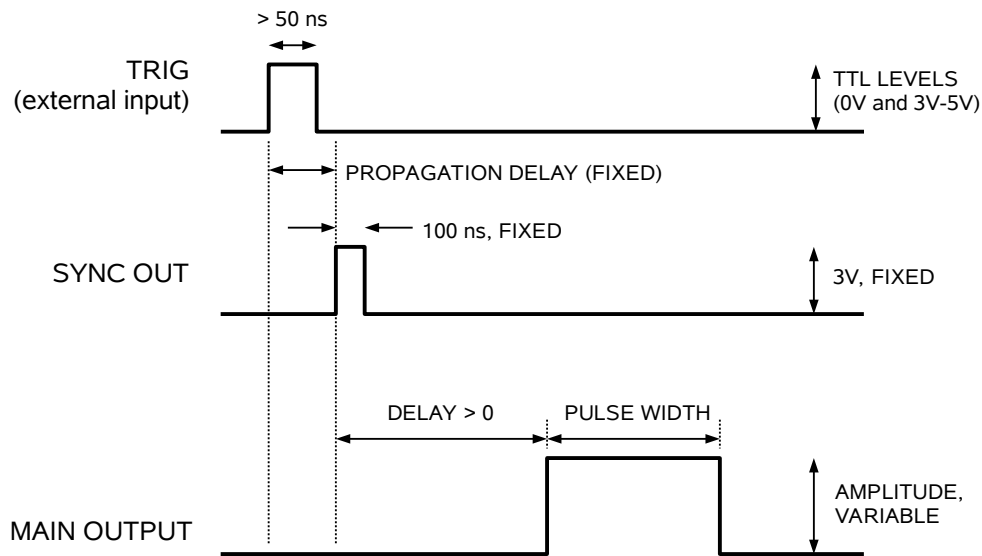 > 50 ns
TRIG
(external input)
TTL LEVELS
(0V and 3V-5V)
PROPAGATION DELAY (FIXED)
100 ns, FIXED
SYNC OUT
3V, FIXED
DELAY > 0
PULSE WIDTH
AMPLITUDE,
VARIABLE
MAIN OUTPUT